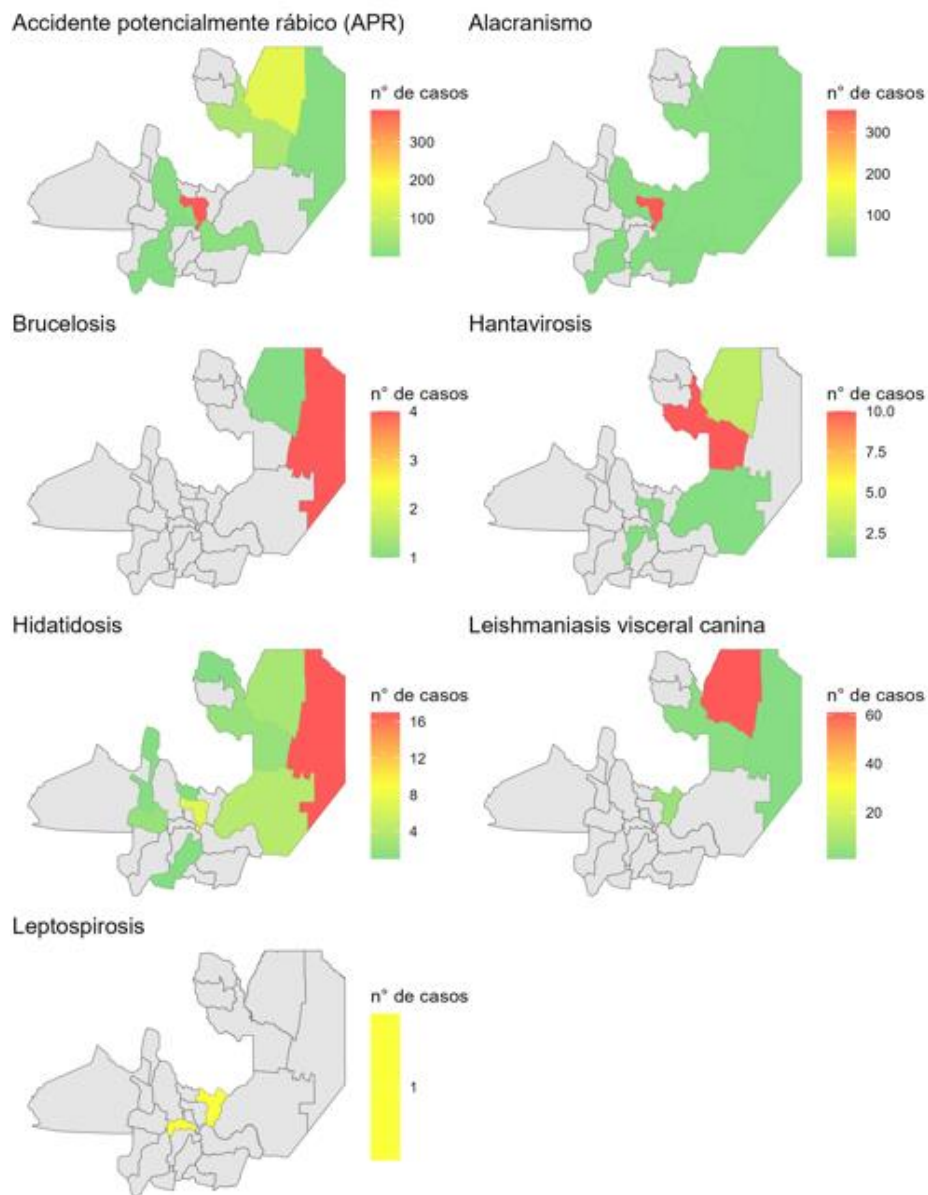 Accidente potencialmente rábico (APR)
n° de casos
300
200
100
Alacranismo
n° de casos
300
200
100
Brucelosis
n° de casos
4
3
2
1
Hantavirosis
n° de casos
10.0
7.5
5.0
2.5
Hidatidosis
n° de casos
16
12
8
4
Leishmaniasis visceral canina
n° de casos
60
40
20
Leptospirosis
n° de casos
1